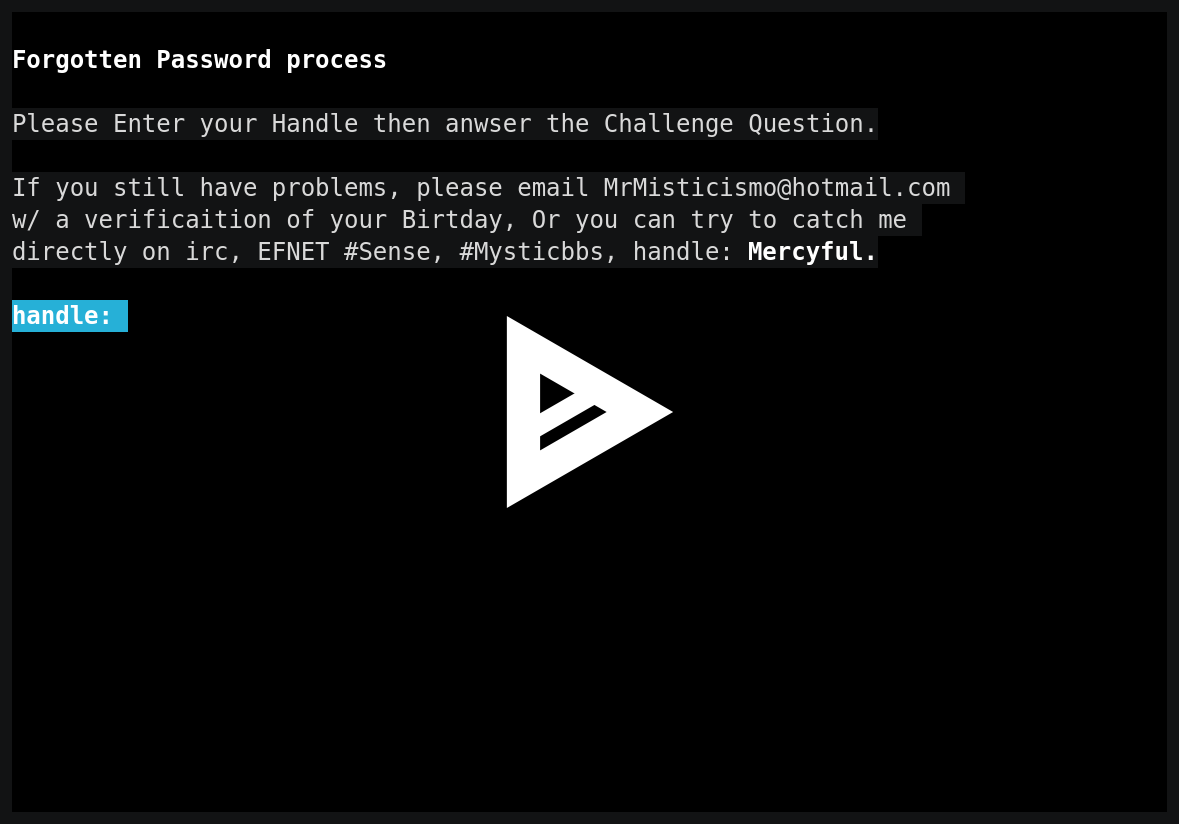 Forgotten Password process
Please Enter your Handle then anwser the Challenge Question.
If you still have problems, please email MrMisticismo@hotmail.com
w/ a verificaition of your Birtday, Or you can try to catch me
directly on irc, EFNET #Sense, #Mysticbbs, handle: Mercyful.
handle: